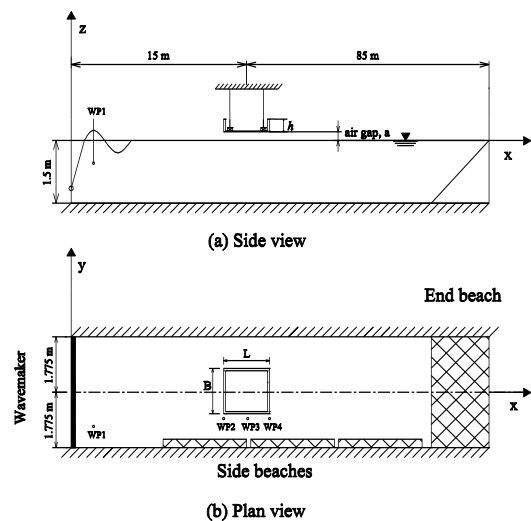 z
15 m
85 m
WP1
h
air gap, a
x
1.5 m
(a) Side view
y
End beach
Wavemaker
1.775 m
1.775 m
L
B
x
WP1
WP2 WP3 WP4
Side beaches
(b) Plan view